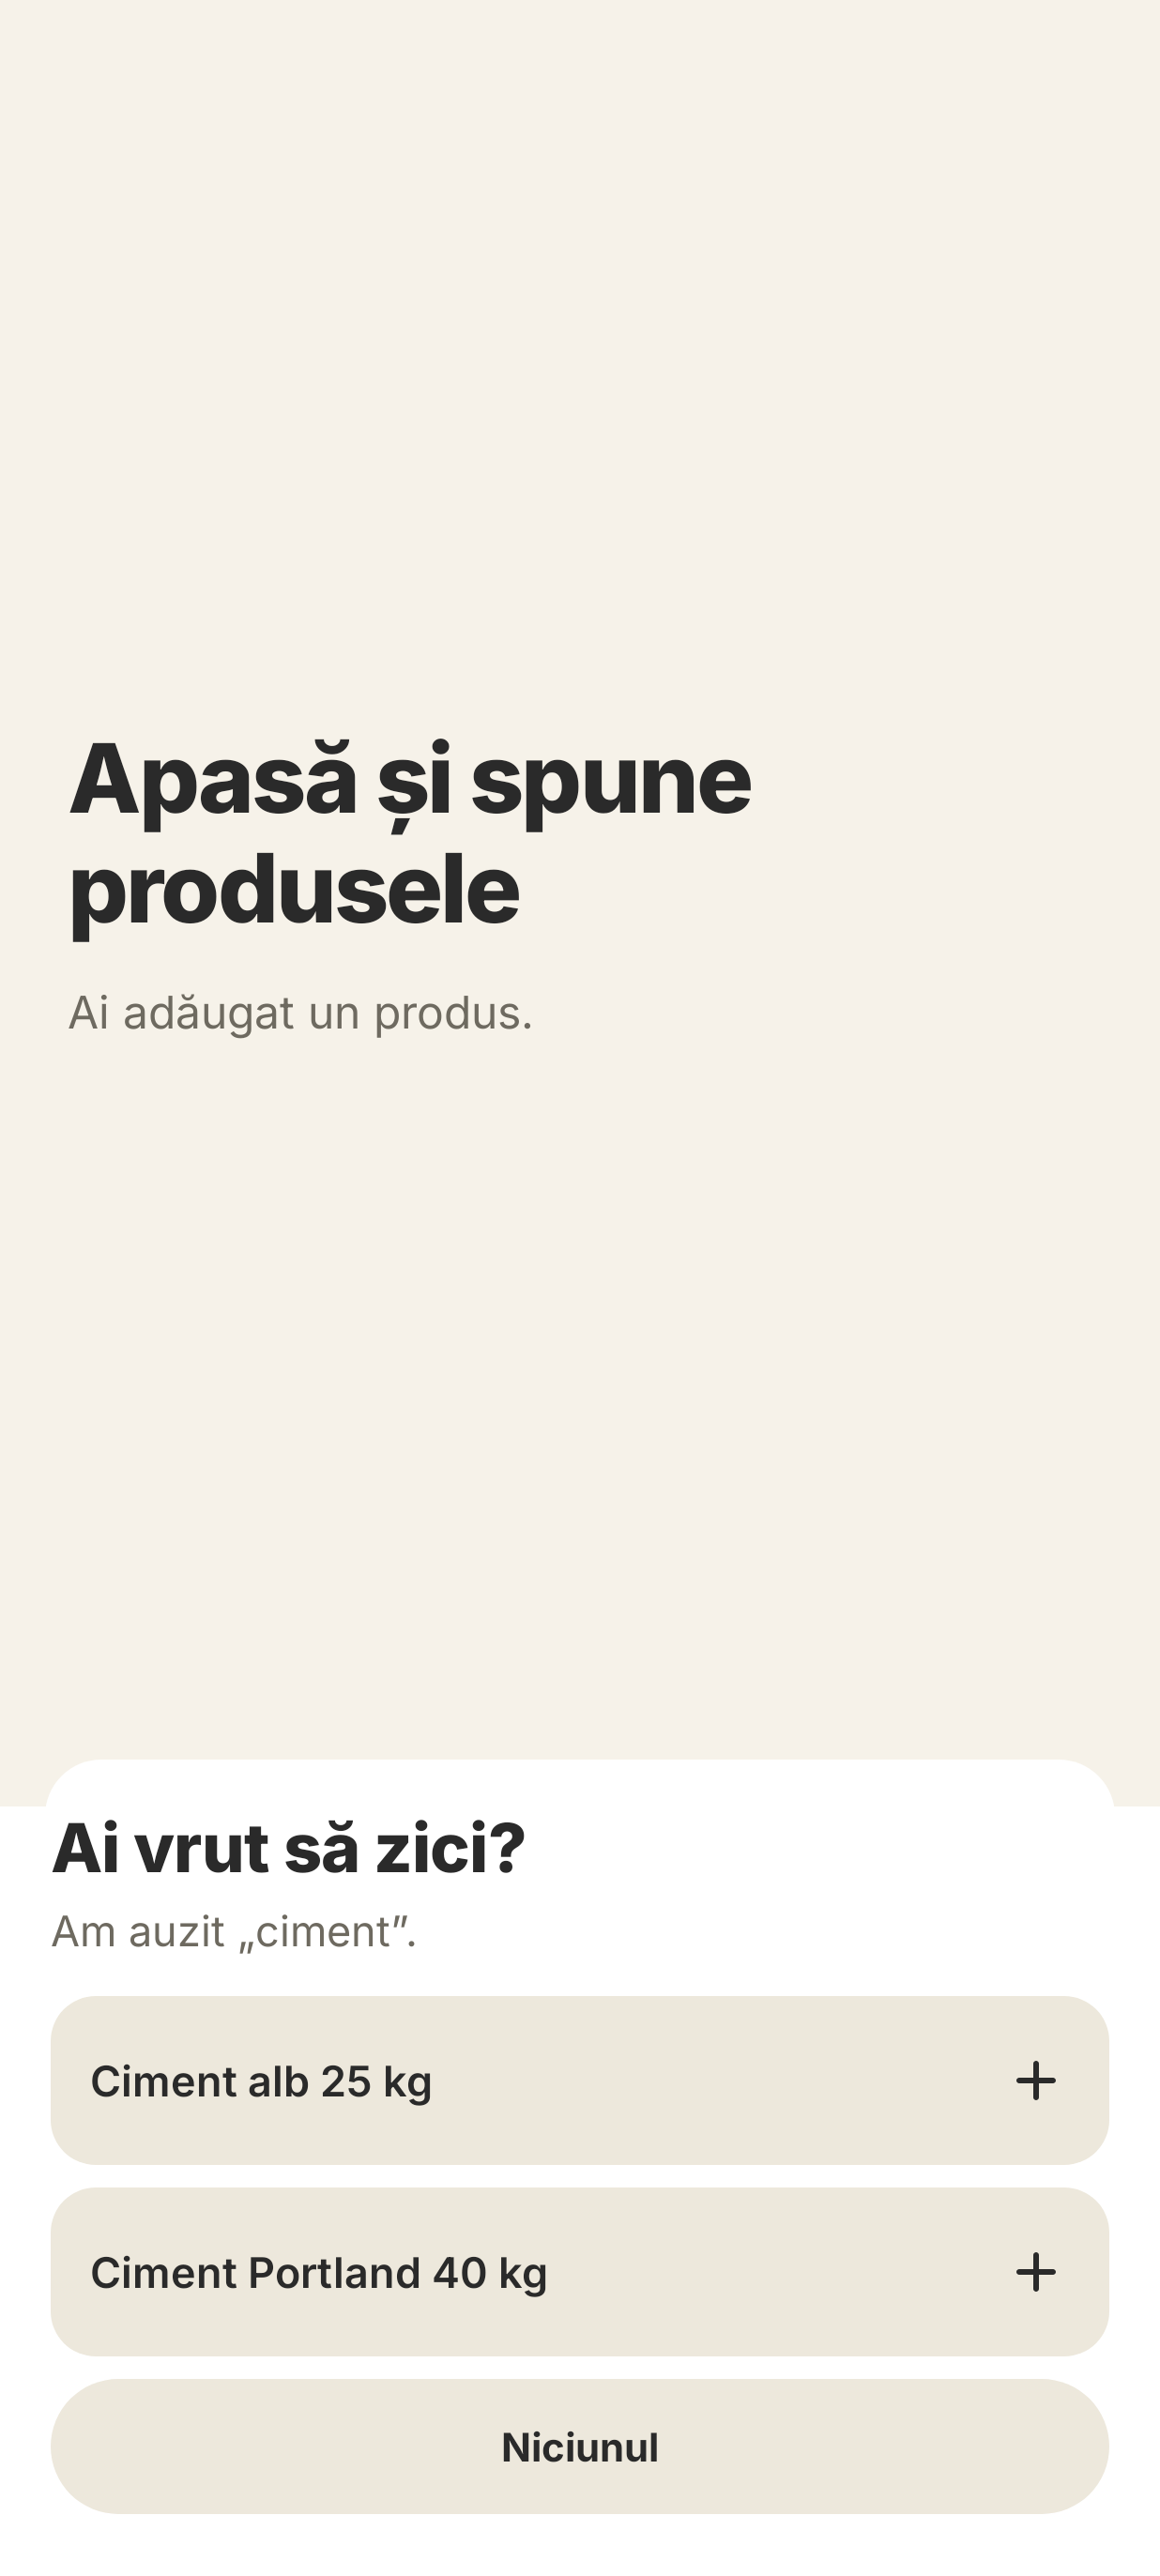 Apasă și spune
produsele
Ai adăugat un produs.
Ai vrut să zici?
Am auzit „ciment”.
Ciment alb 25 kg
Ciment Portland 40 kg
Niciunul